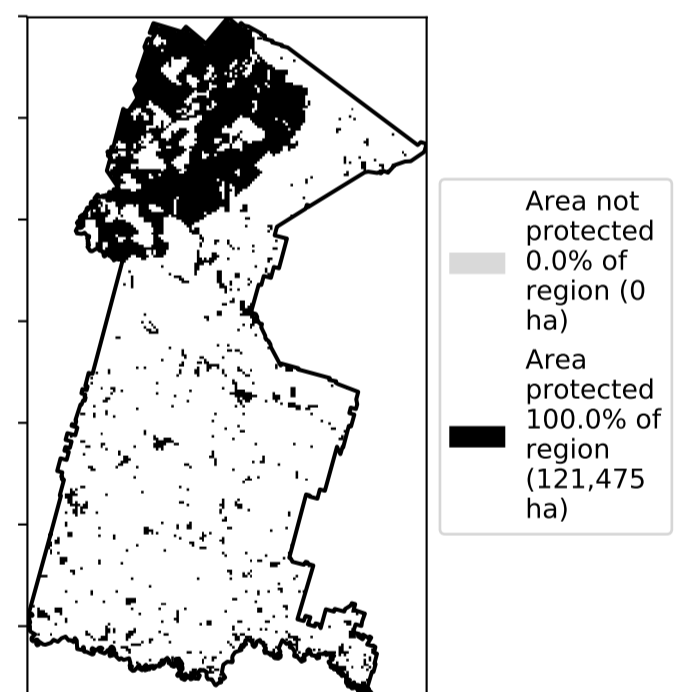 Area not
protected
0.0% of
region (0
ha)
Area
protected
100.0% of
region
(121,475
ha)